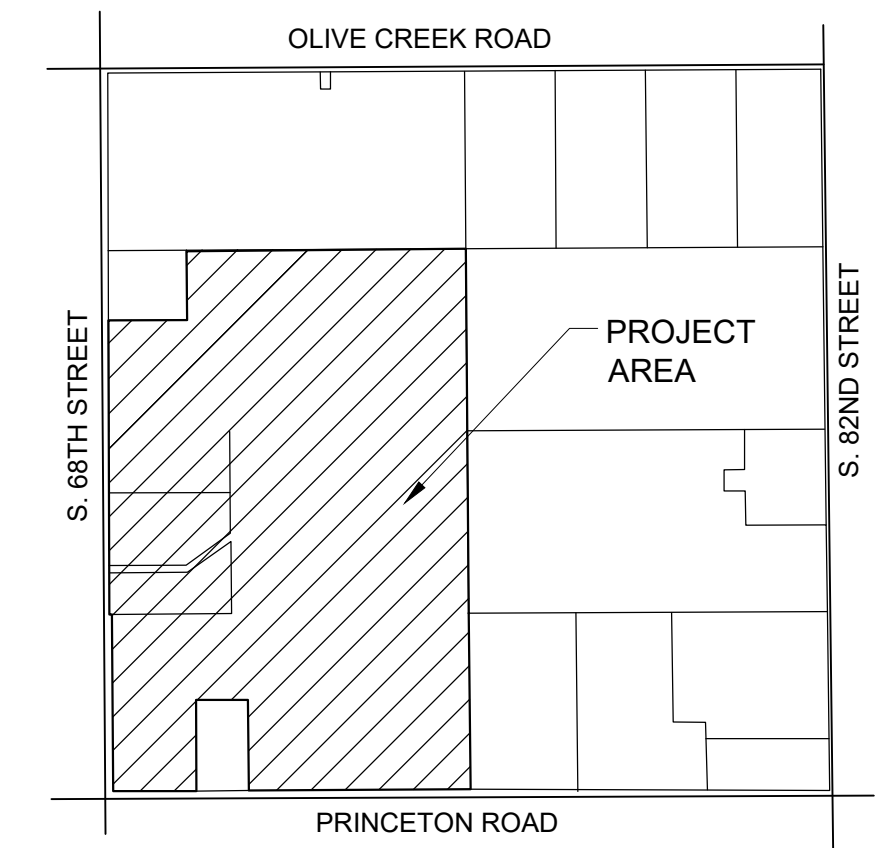 OLIVE CREEK ROAD
S. 68TH STREET
PROJECT
AREA
S. 82ND STREET
PRINCETON ROAD